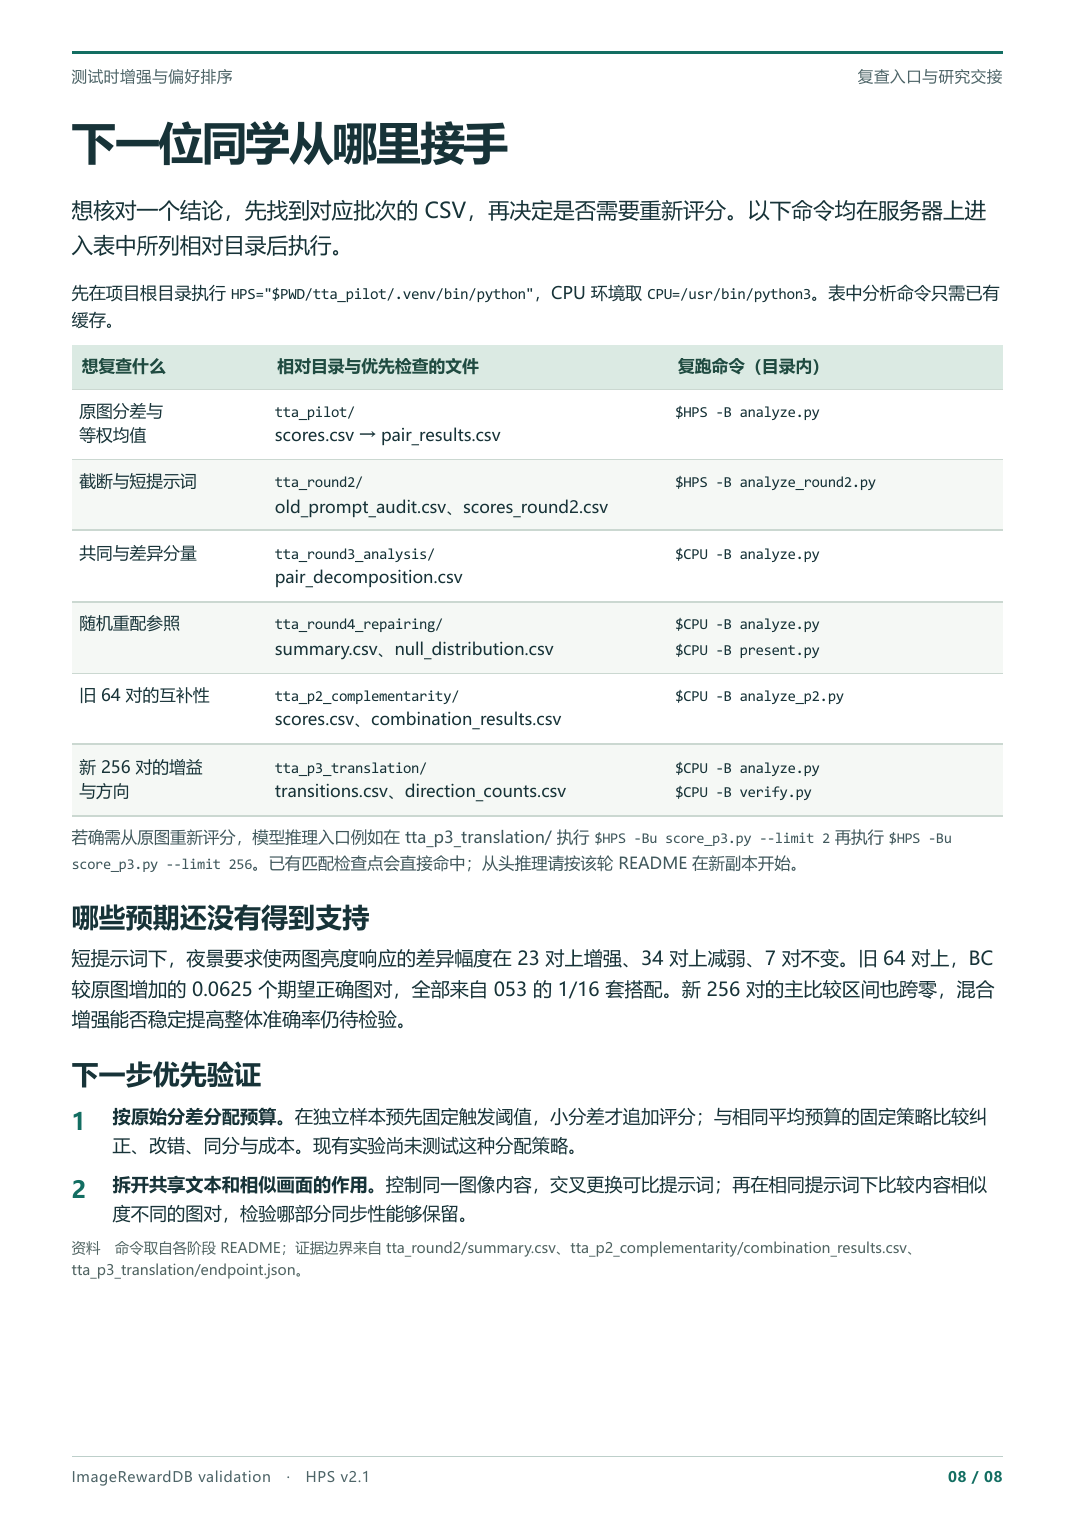 测试时增强与偏好排序
复查入口与研究交接
下一位同学从哪里接手
想核对一个结论，先找到对应批次的 CSV，再决定是否需要重新评分。以下命令均在服务器上进
入表中所列相对目录后执行。
先在项目根目录执行 HPS="$PWD/tta_pilot/.venv/bin/python"，CPU 环境取 CPU=/usr/bin/python3。表中分析命令只需已有
缓存。
想复查什么 相对目录与优先检查的文件 复跑命令（目录内）
原图分差与 tta_pilot/ $HPS -B analyze.py
等权均值 scores.csv → pair_results.csv
截断与短提示词 tta_round2/ $HPS -B analyze_round2.py
old_prompt_audit.csv、scores_round2.csv
共同与差异分量 tta_round3_analysis/ $CPU -B analyze.py
pair_decomposition.csv
随机重配参照 tta_round4_repairing/ $CPU -B analyze.py
summary.csv、null_distribution.csv $CPU -B present.py
旧 64 对的互补性 tta_p2_complementarity/ $CPU -B analyze_p2.py
scores.csv、combination_results.csv
新 256 对的增益 tta_p3_translation/ $CPU -B analyze.py
与方向 transitions.csv、direction_counts.csv $CPU -B verify.py
若确需从原图重新评分，模型推理入口例如在 tta_p3_translation/ 执行 $HPS -Bu score_p3.py --limit 2 再执行 $HPS -Bu
score_p3.py --limit 256。已有匹配检查点会直接命中；从头推理请按该轮 README 在新副本开始。
哪些预期还没有得到支持
短提示词下，夜景要求使两图亮度响应的差异幅度在 23 对上增强、34 对上减弱、7 对不变。旧 64 对上，BC
较原图增加的 0.0625 个期望正确图对，全部来自 053 的 1/16 套搭配。新 256 对的主比较区间也跨零，混合
增强能否稳定提高整体准确率仍待检验。
下一步优先验证
1 按原始分差分配预算。在独立样本预先固定触发阈值，小分差才追加评分；与相同平均预算的固定策略比较纠
正、改错、同分与成本。现有实验尚未测试这种分配策略。
2 拆开共享文本和相似画面的作用。控制同一图像内容，交叉更换可比提示词；再在相同提示词下比较内容相似
度不同的图对，检验哪部分同步性能够保留。
资料 命令取自各阶段 README；证据边界来自 tta_round2/summary.csv、tta_p2_complementarity/combination_results.csv、
tta_p3_translation/endpoint.json。
ImageRewardDB validation · HPS v2.1
08 / 08